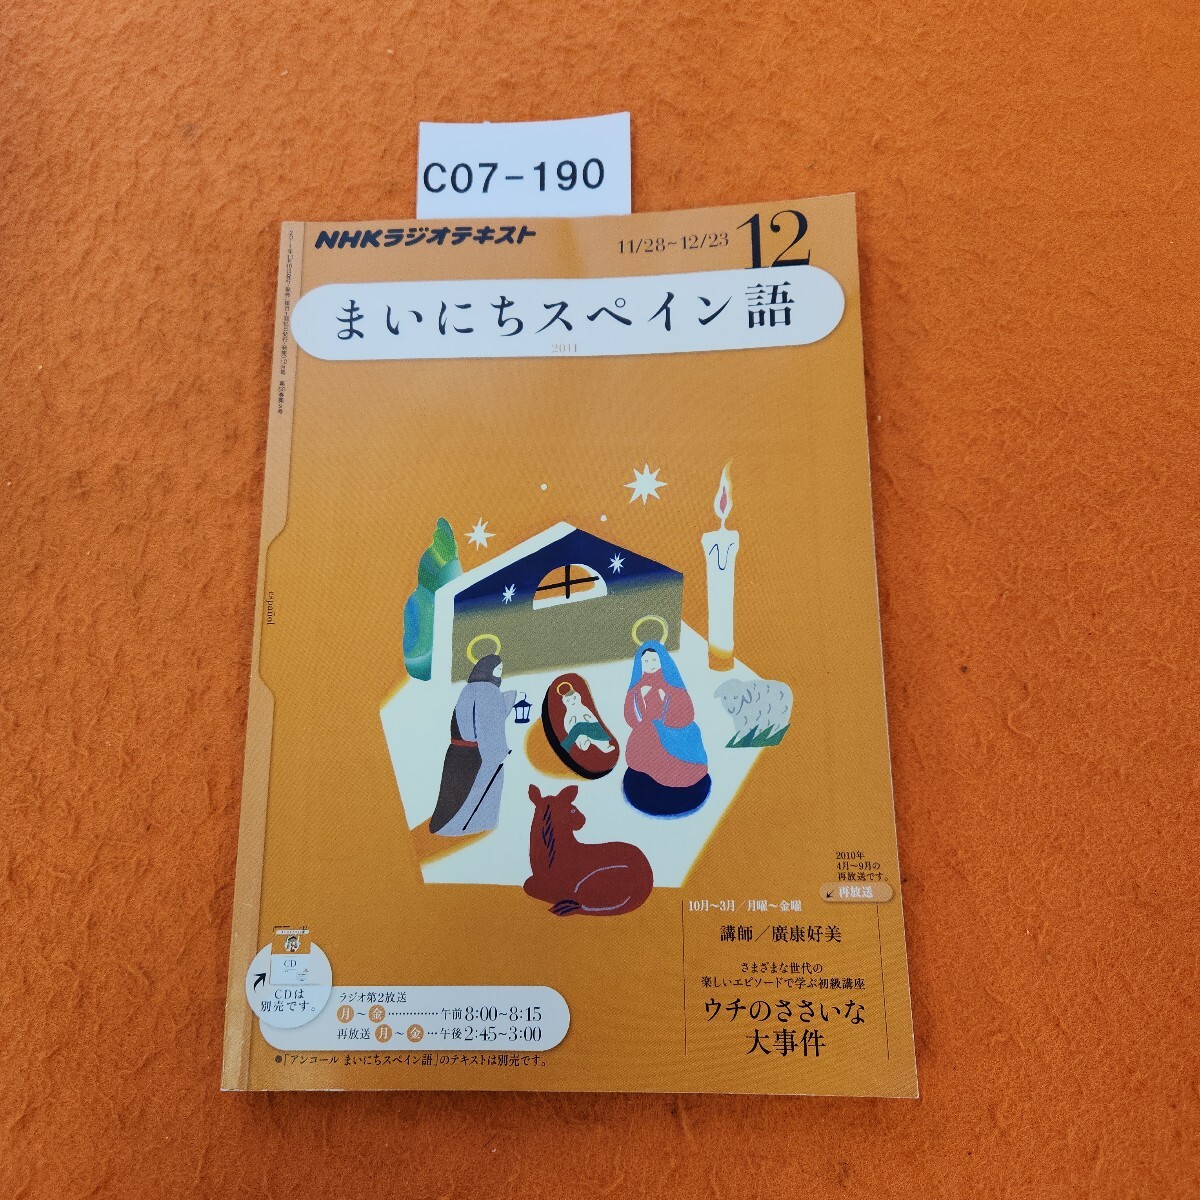 C07-190
NHKラジオテキスト
11/28~12/23
12
まいにちスペイン語
2011
español
2010年
4月~9月の
再放送です。
再放送
10月~3月/月曜~金曜
講師/廣康好美
さまざまな世代の
楽しいエピソードで学ぶ初級講座
ウチのささいな
大事件
CD
CDは
別売です。
ラジオ第2放送
月~金……………午前8:00~8:15
再放送 月~金…午後2:45~3:00
●「アンコール まいにちスペイン語」のテキストは別売です。